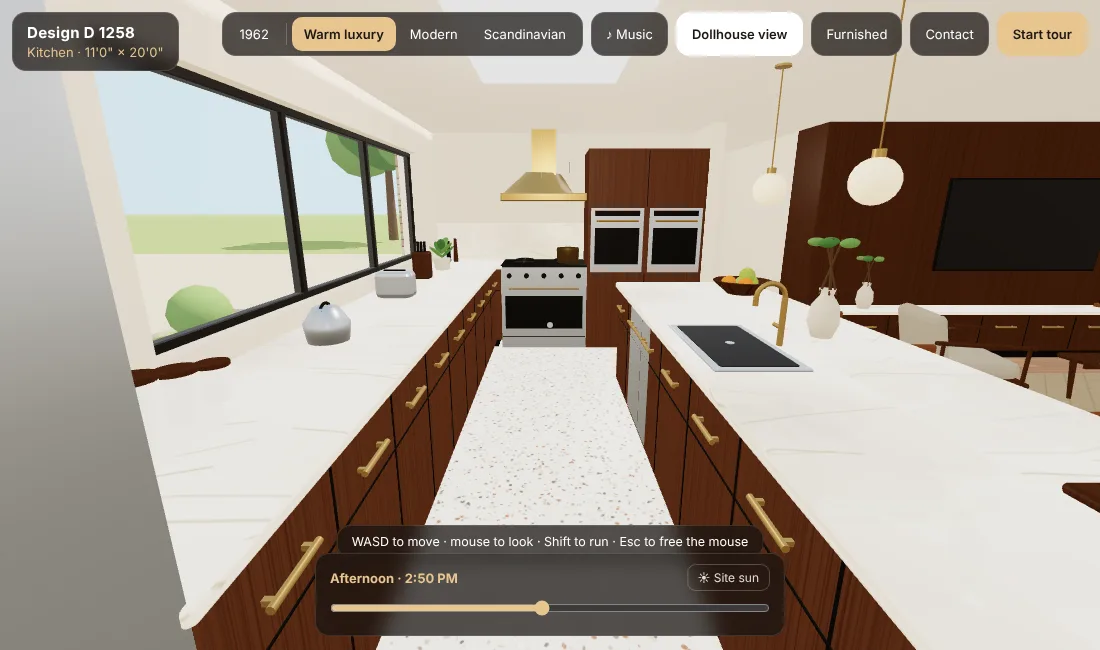 Design D 1258
Kitchen · 11'0" × 20'0"
1962
Warm luxury
Modern
Scandinavian
♪ Music
Dollhouse view
Furnished
Contact
Start tour
WASD to move · mouse to look · Shift to run · Esc to free the mouse
Afternoon · 2:50 PM
☀ Site sun